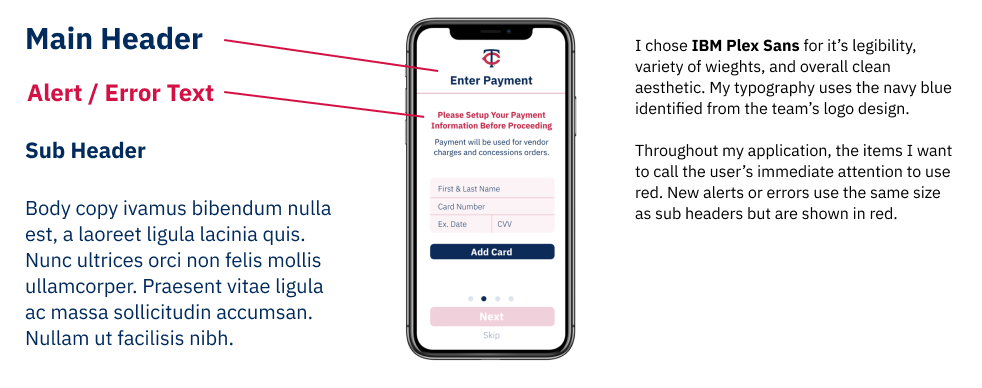 Main Header
Alert / Error Text
Sub Header
Body copy ivamus bibendum nulla
est, a laoreet ligula lacinia quis.
Nunc ultrices orci non felis mollis
ullamcorper. Praesent vitae ligula
ac massa sollicitudin accumsan.
Nullam ut facilisis nibh.
TC
Enter Payment
Please Setup Your Payment
Information Before Proceeding
Payment will be used for vendor
charges and concessions orders.
First & Last Name
Card Number
Ex. Date
CVV
Add Card
Next
Skip
I chose IBM Plex Sans for it's legibility,
variety of wieghts, and overall clean
aesthetic. My typography uses the navy blue
identified from the team's logo design.
Throughout my application, the items I want
to call the user's immediate attention to use
red. New alerts or errors use the same size
as sub headers but are shown in red.